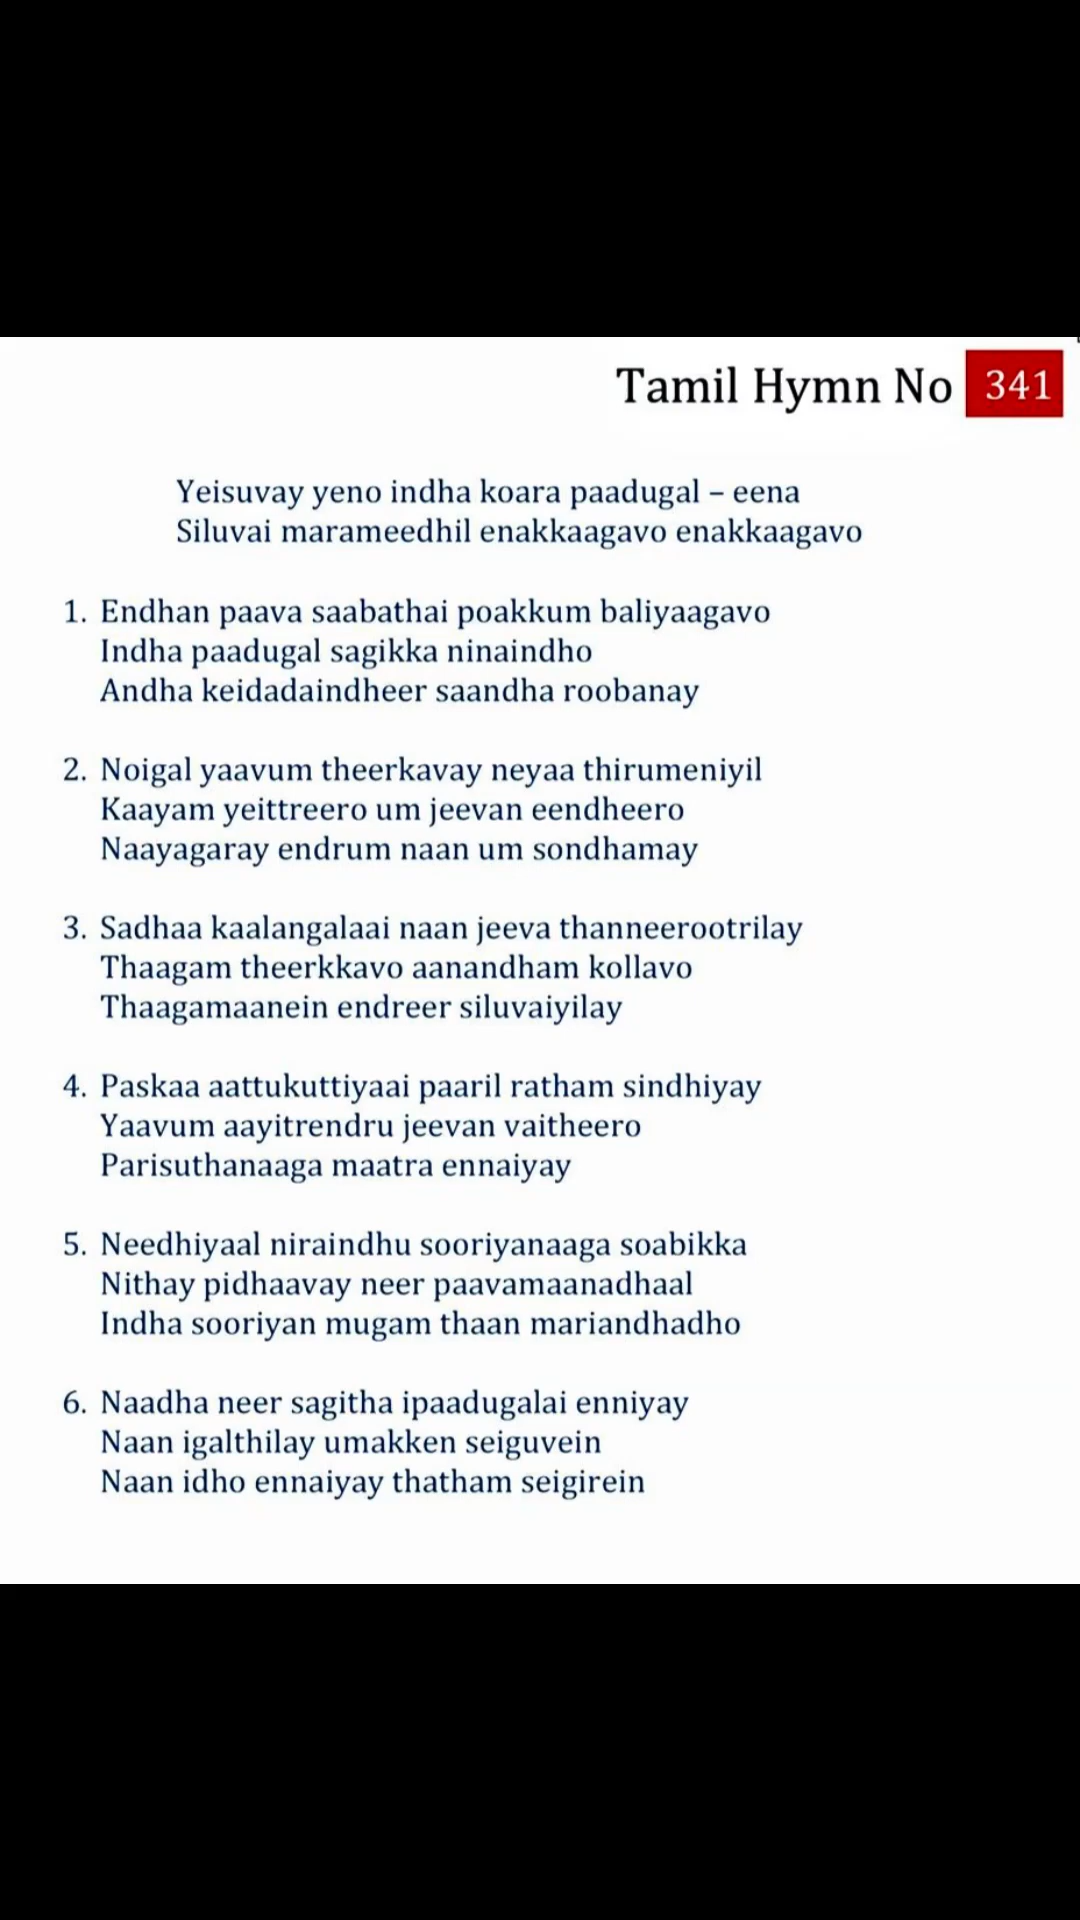 Tamil Hymn No 341
Yeisuvay yeno indha koara paadugal – eena
Siluvai marameedhil enakkaagavo enakkaagavo
1. Endhan paava saabathai poakkum baliyaagavo
Indha paadugal sagikka ninaindho
Andha keidadaindheer saandha roobanay
2. Noigal yaavum theerkavay neyaa thirumeniyil
Kaayam yeittreero um jeevan eendheero
Naayagaray endrum naan um sondhamay
3. Sadhaa kaalangalaai naan jeeva thanneerootrilay
Thaagam theerkkavo aanandham kollavo
Thaagamaanein endreer siluvaiyilay
4. Paskaa aattukuttiyaai paaril ratham sindhiyay
Yaavum aayitrendru jeevan vaitheero
Parisuthanaaga maatra ennaiyay
5. Needhiyaal niraindhu sooriyanaaga soabikka
Nithay pidhaavay neer paavamaanadhaal
Indha sooriyan mugam thaan mariandhadho
6. Naadha neer sagitha ipaadugalai enniyay
Naan igalthilay umakken seiguvein
Naan idho ennaiyay thatham seigirein